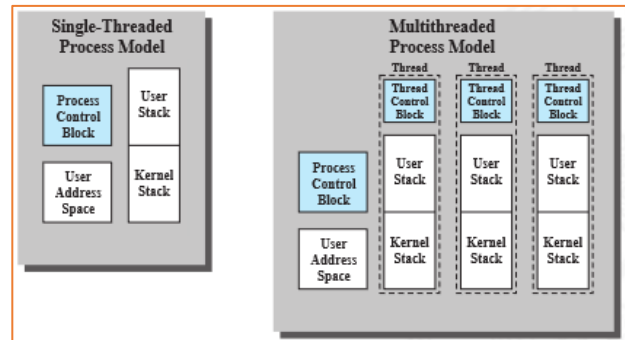 Single-Threaded
Process Model
Process
Control
Block
User
Stack
User
Address
Space
Kernel
Stack
Multithreaded
Process Model
Thread
Thread
Thread
Thread
Control
Block
Thread
Control
Block
Thread
Control
Block
Process
Control
Block
User
Stack
User
Stack
User
Stack
User
Address
Space
Kernel
Stack
Kernel
Stack
Kernel
Stack